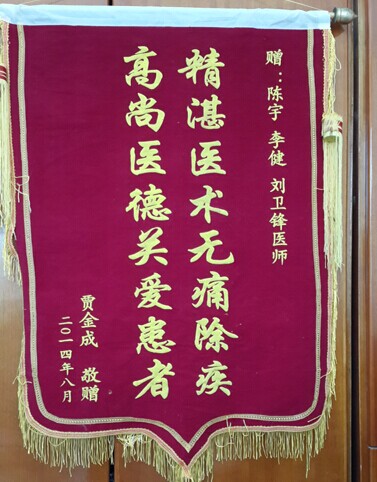 赠：陈宇 李健 刘卫锋医师
精湛医术无痛除疾
高尚医德关爱患者
贾金成 敬赠
二〇一四年八月